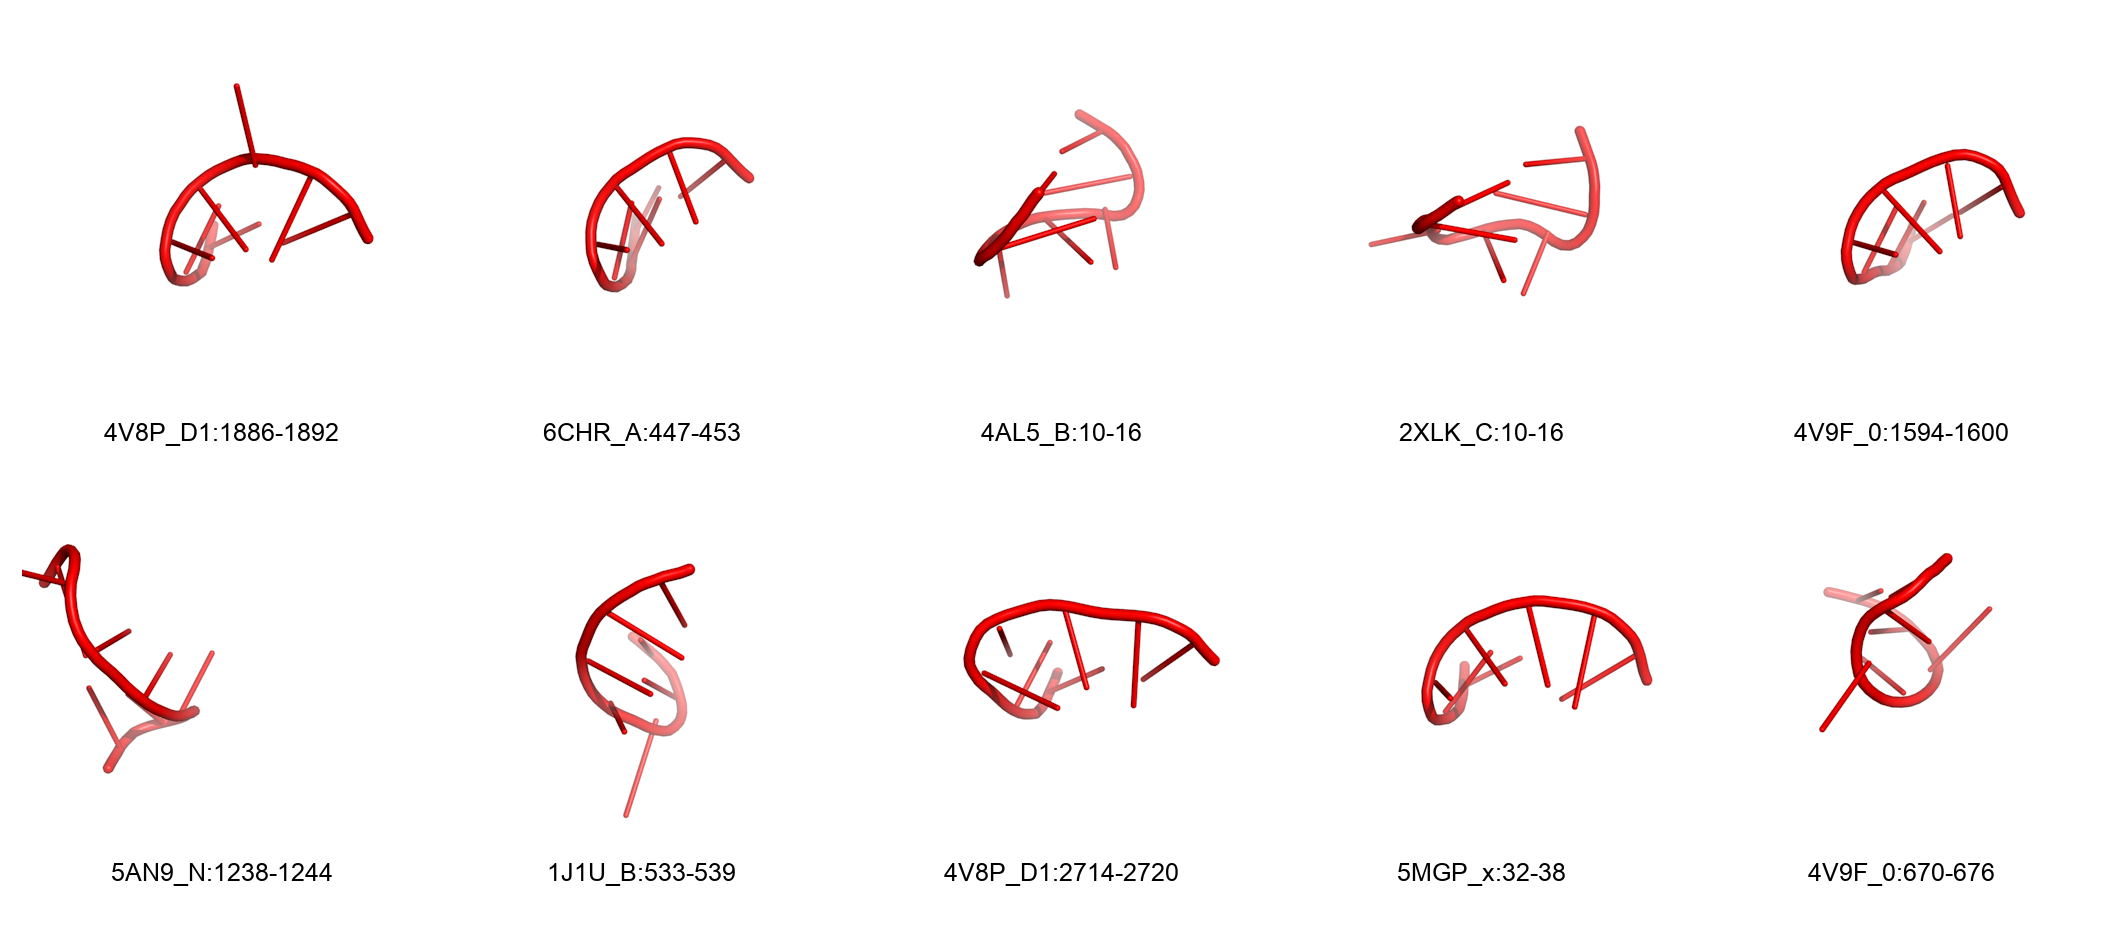 4V8P_D1:1886-1892
6CHR_A:447-453
4AL5_B:10-16
2XLK_C:10-16
4V9F_0:1594-1600
5AN9_N:1238-1244
1J1U_B:533-539
4V8P_D1:2714-2720
5MGP_x:32-38
4V9F_0:670-676